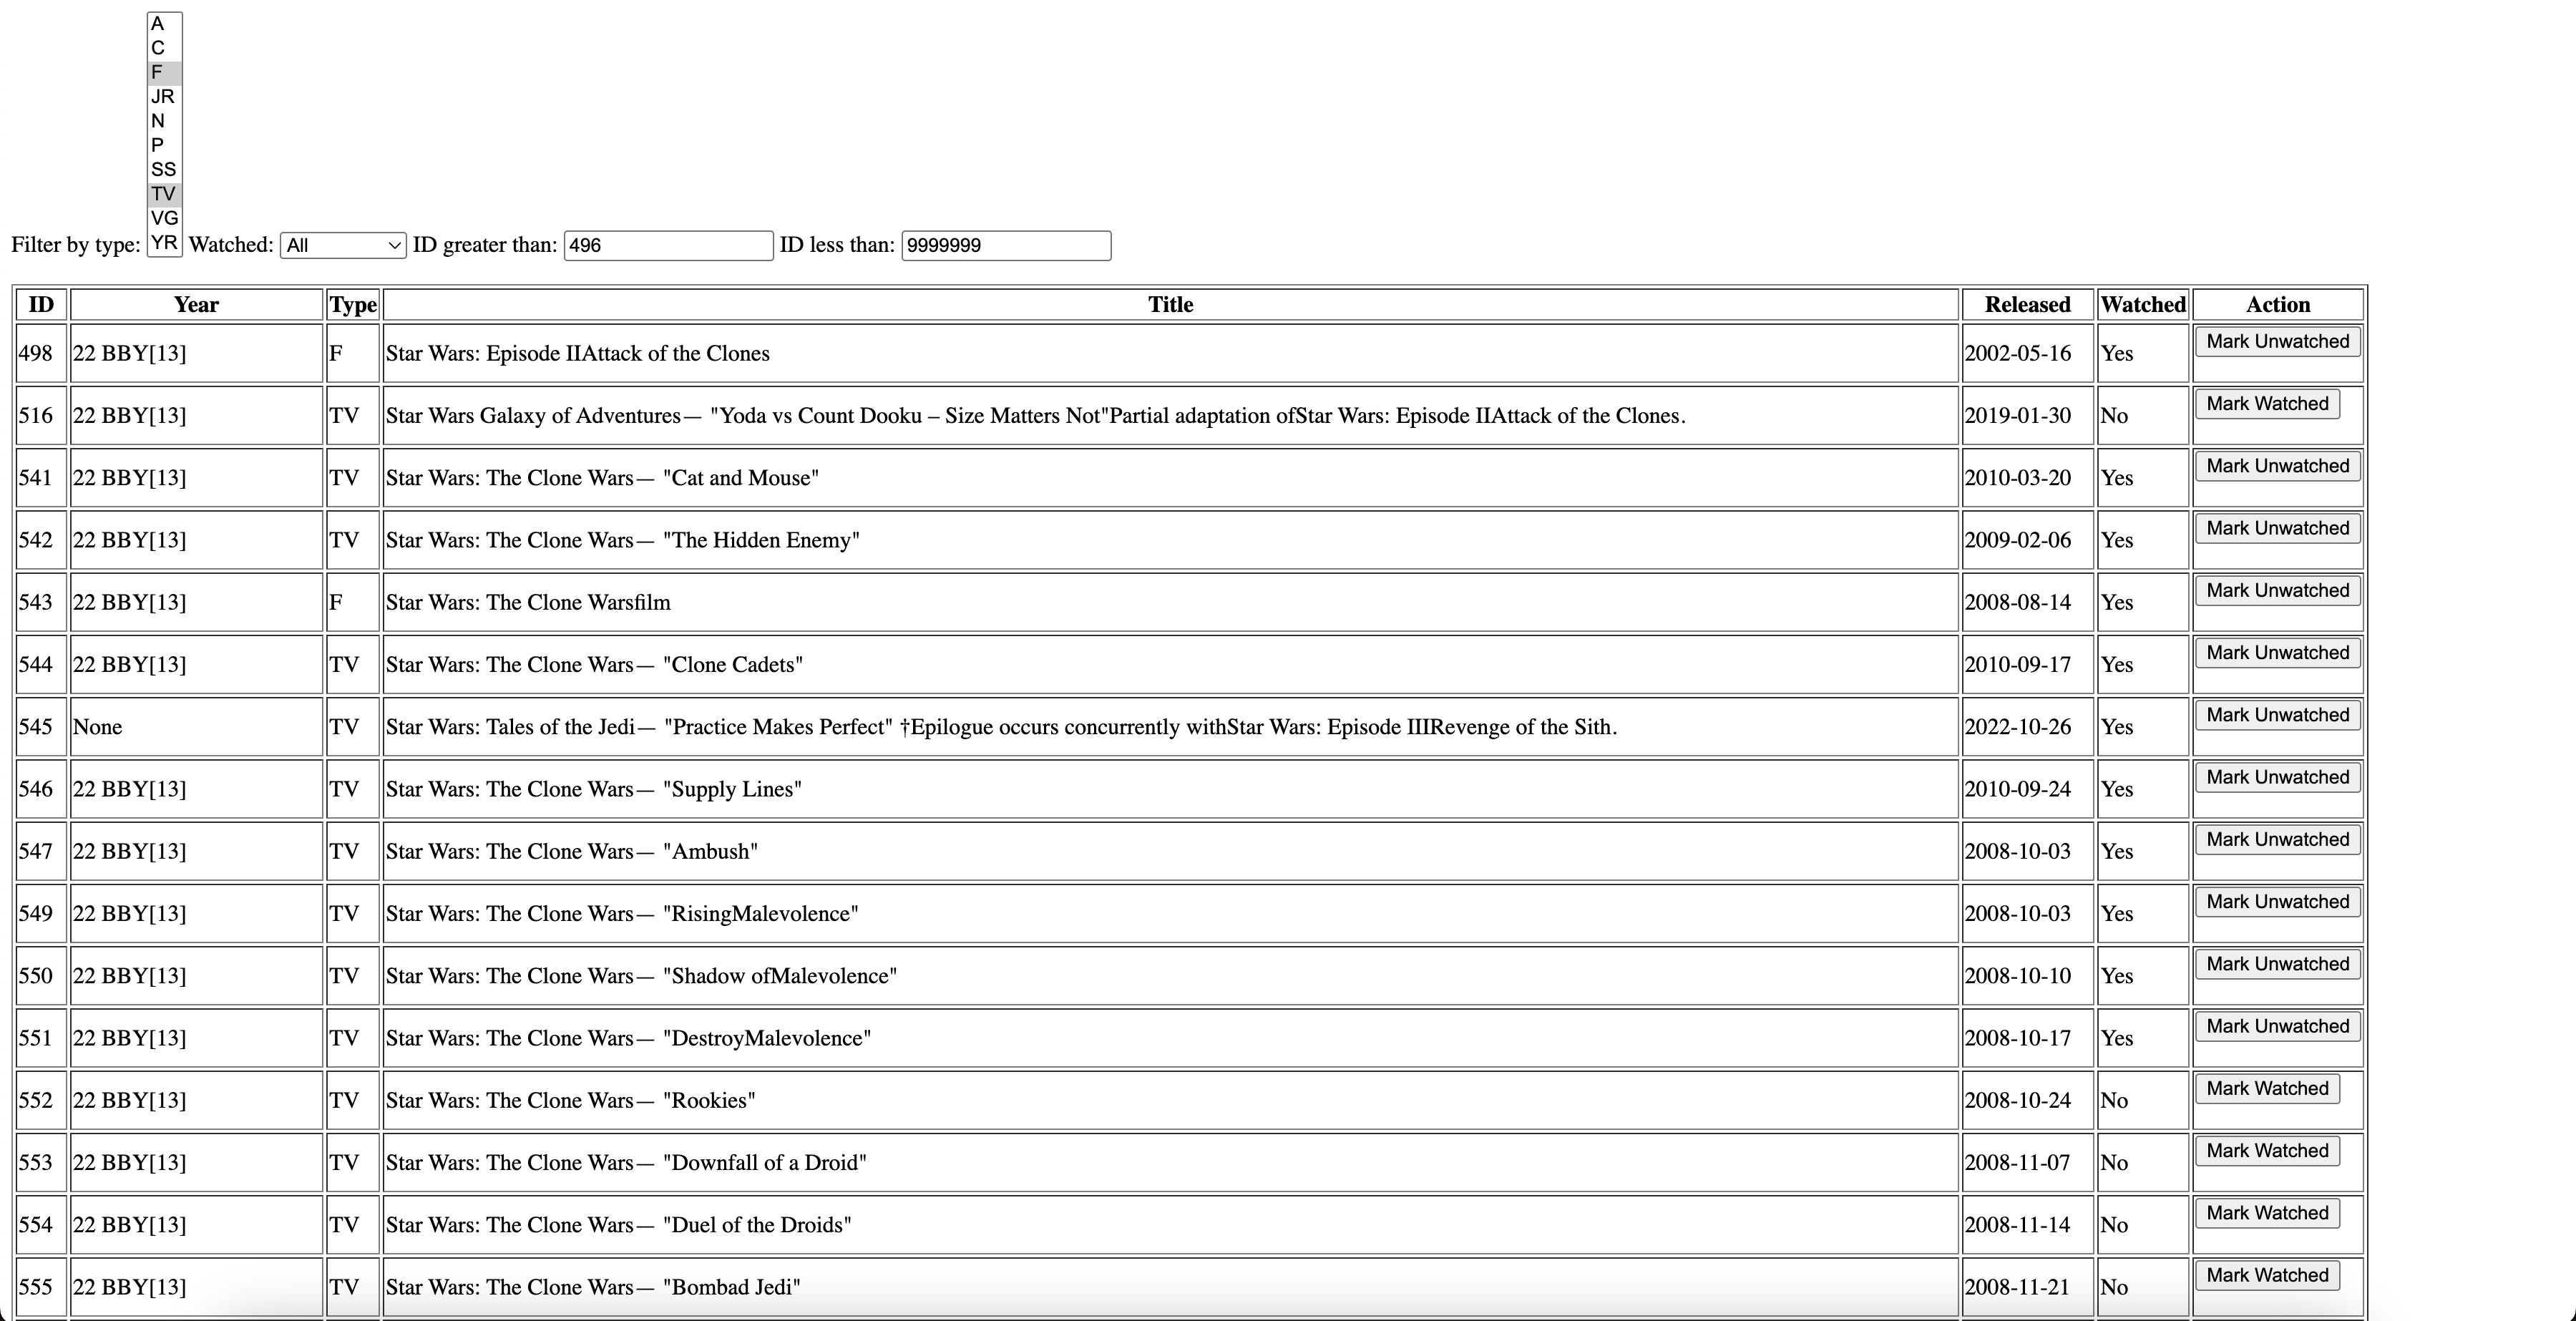 A
C
F
JR
N
P
SS
TV
VG
YR
Filter by type: Watched: All ID greater than: 496 ID less than: 9999999
ID Year Type Title Released Watched Action
498 22 BBY[13] F Star Wars: Episode IIAttack of the Clones 2002-05-16 Yes Mark Unwatched
516 22 BBY[13] TV Star Wars Galaxy of Adventures— "Yoda vs Count Dooku – Size Matters Not"Partial adaptation ofStar Wars: Episode IIAttack of the Clones. 2019-01-30 No Mark Watched
541 22 BBY[13] TV Star Wars: The Clone Wars— "Cat and Mouse" 2010-03-20 Yes Mark Unwatched
542 22 BBY[13] TV Star Wars: The Clone Wars— "The Hidden Enemy" 2009-02-06 Yes Mark Unwatched
543 22 BBY[13] F Star Wars: The Clone Warsfilm 2008-08-14 Yes Mark Unwatched
544 22 BBY[13] TV Star Wars: The Clone Wars— "Clone Cadets" 2010-09-17 Yes Mark Unwatched
545 None TV Star Wars: Tales of the Jedi— "Practice Makes Perfect" †Epilogue occurs concurrently withStar Wars: Episode IIIRevenge of the Sith. 2022-10-26 Yes Mark Unwatched
546 22 BBY[13] TV Star Wars: The Clone Wars— "Supply Lines" 2010-09-24 Yes Mark Unwatched
547 22 BBY[13] TV Star Wars: The Clone Wars— "Ambush" 2008-10-03 Yes Mark Unwatched
549 22 BBY[13] TV Star Wars: The Clone Wars— "RisingMalevolence" 2008-10-03 Yes Mark Unwatched
550 22 BBY[13] TV Star Wars: The Clone Wars— "Shadow ofMalevolence" 2008-10-10 Yes Mark Unwatched
551 22 BBY[13] TV Star Wars: The Clone Wars— "DestroyMalevolence" 2008-10-17 Yes Mark Unwatched
552 22 BBY[13] TV Star Wars: The Clone Wars— "Rookies" 2008-10-24 No Mark Watched
553 22 BBY[13] TV Star Wars: The Clone Wars— "Downfall of a Droid" 2008-11-07 No Mark Watched
554 22 BBY[13] TV Star Wars: The Clone Wars— "Duel of the Droids" 2008-11-14 No Mark Watched
555 22 BBY[13] TV Star Wars: The Clone Wars— "Bombad Jedi" 2008-11-21 No Mark Watched